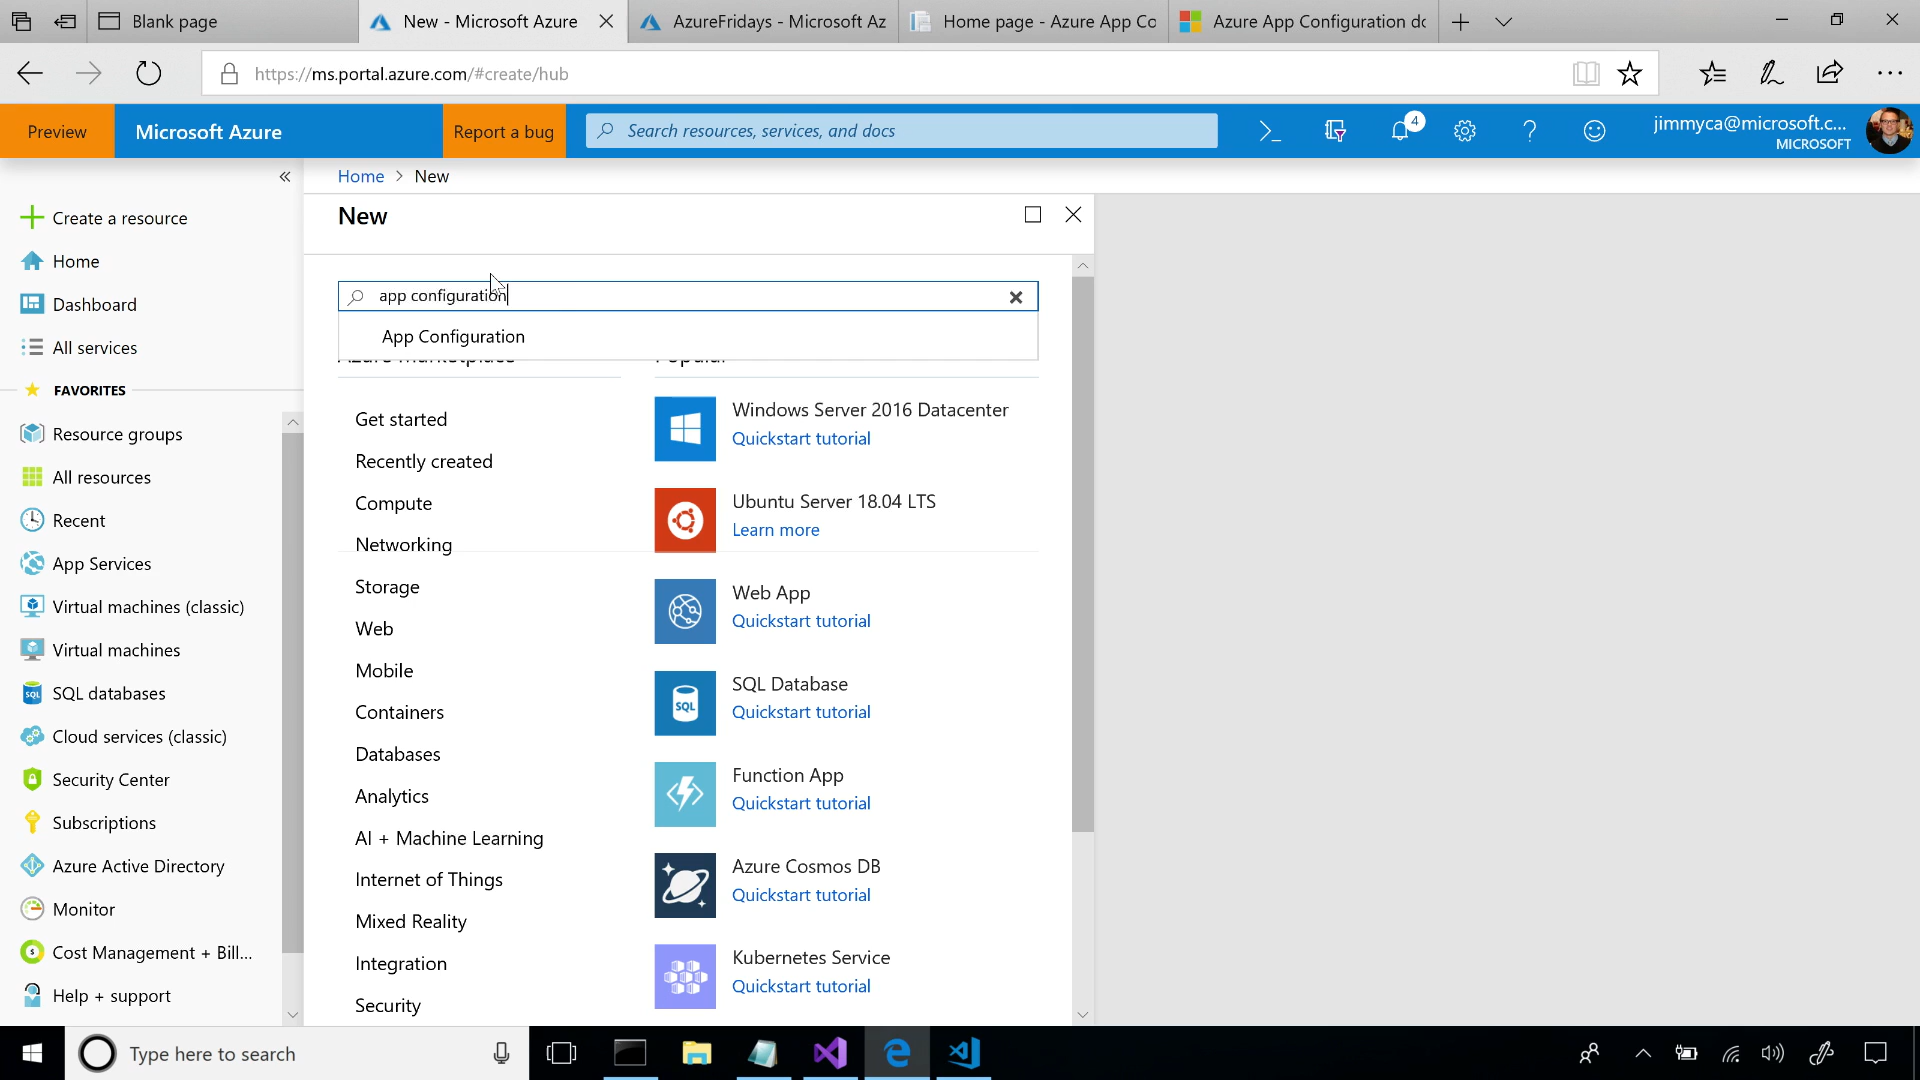 Blank page
New - Microsoft Azure
AzureFridays - Microsoft Az
Home page - Azure App Co
Azure App Configuration do
https://ms.portal.azure.com/#create/hub
Preview
Microsoft Azure
Report a bug
Search resources, services, and docs
4
jimmyca@microsoft.c...
MICROSOFT
Home > New
New
Create a resource
Home
Dashboard
All services
FAVORITES
Resource groups
All resources
Recent
App Services
Virtual machines (classic)
Virtual machines
SQL databases
Cloud services (classic)
Security Center
Subscriptions
Azure Active Directory
Monitor
Cost Management + Bill...
Help + support
app configuration
App Configuration
Azure Marketplace
Popular
Get started
Recently created
Compute
Networking
Storage
Web
Mobile
Containers
Databases
Analytics
AI + Machine Learning
Internet of Things
Mixed Reality
Integration
Security
Windows Server 2016 Datacenter
Quickstart tutorial
Ubuntu Server 18.04 LTS
Learn more
Web App
Quickstart tutorial
SQL
SQL Database
Quickstart tutorial
Function App
Quickstart tutorial
Azure Cosmos DB
Quickstart tutorial
Kubernetes Service
Quickstart tutorial
Type here to search